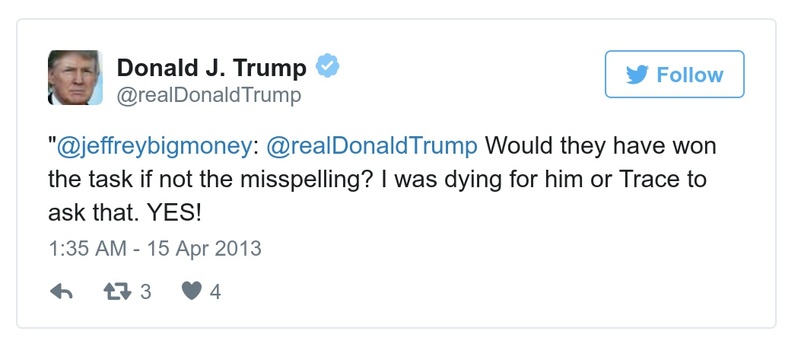 Donald J. Trump
@realDonaldTrump
Follow
"@jeffreybigmoney: @realDonaldTrump Would they have won
the task if not the misspelling? I was dying for him or Trace to
ask that. YES!
1:35 AM - 15 Apr 2013
3 4